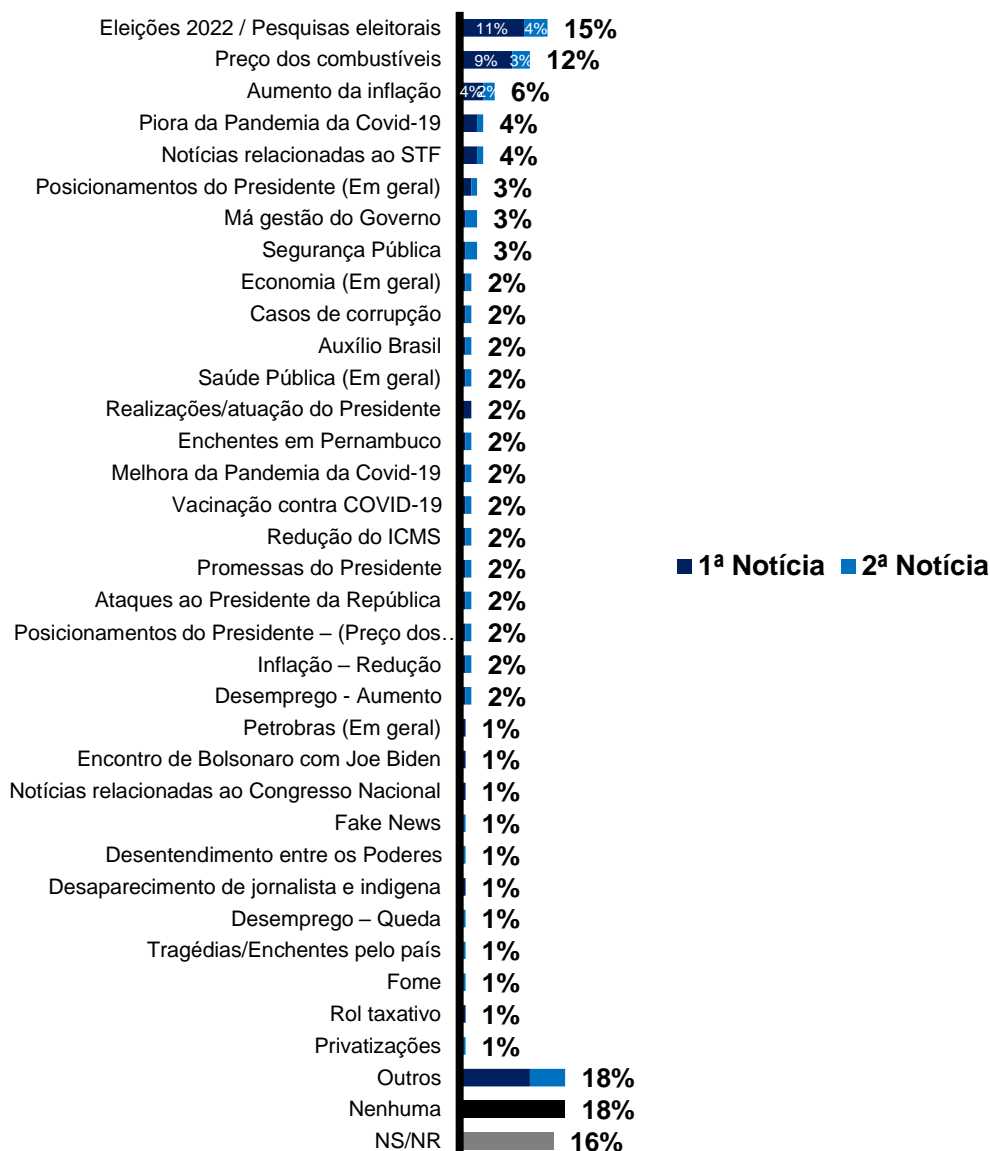 Eleições 2022 / Pesquisas eleitorais 11% 4% 15%
Preço dos combustíveis 9% 3% 12%
Aumento da inflação 4% 2% 6%
Piora da Pandemia da Covid-19 4%
Notícias relacionadas ao STF 4%
Posicionamentos do Presidente (Em geral) 3%
Má gestão do Governo 3%
Segurança Pública 3%
Economia (Em geral) 2%
Casos de corrupção 2%
Auxílio Brasil 2%
Saúde Pública (Em geral) 2%
Realizações/atuação do Presidente 2%
Enchentes em Pernambuco 2%
Melhora da Pandemia da Covid-19 2%
Vacinação contra COVID-19 2%
Redução do ICMS 2%
Promessas do Presidente 2%
■ 1ª Notícia ■ 2ª Notícia
Ataques ao Presidente da República 2%
Posicionamentos do Presidente – (Preço dos… 2%
Inflação – Redução 2%
Desemprego - Aumento 2%
Petrobras (Em geral) 1%
Encontro de Bolsonaro com Joe Biden 1%
Notícias relacionadas ao Congresso Nacional 1%
Fake News 1%
Desentendimento entre os Poderes 1%
Desaparecimento de jornalista e indigena 1%
Desemprego – Queda 1%
Tragédias/Enchentes pelo país 1%
Fome 1%
Rol taxativo 1%
Privatizações 1%
Outros 18%
Nenhuma 18%
NS/NR 16%